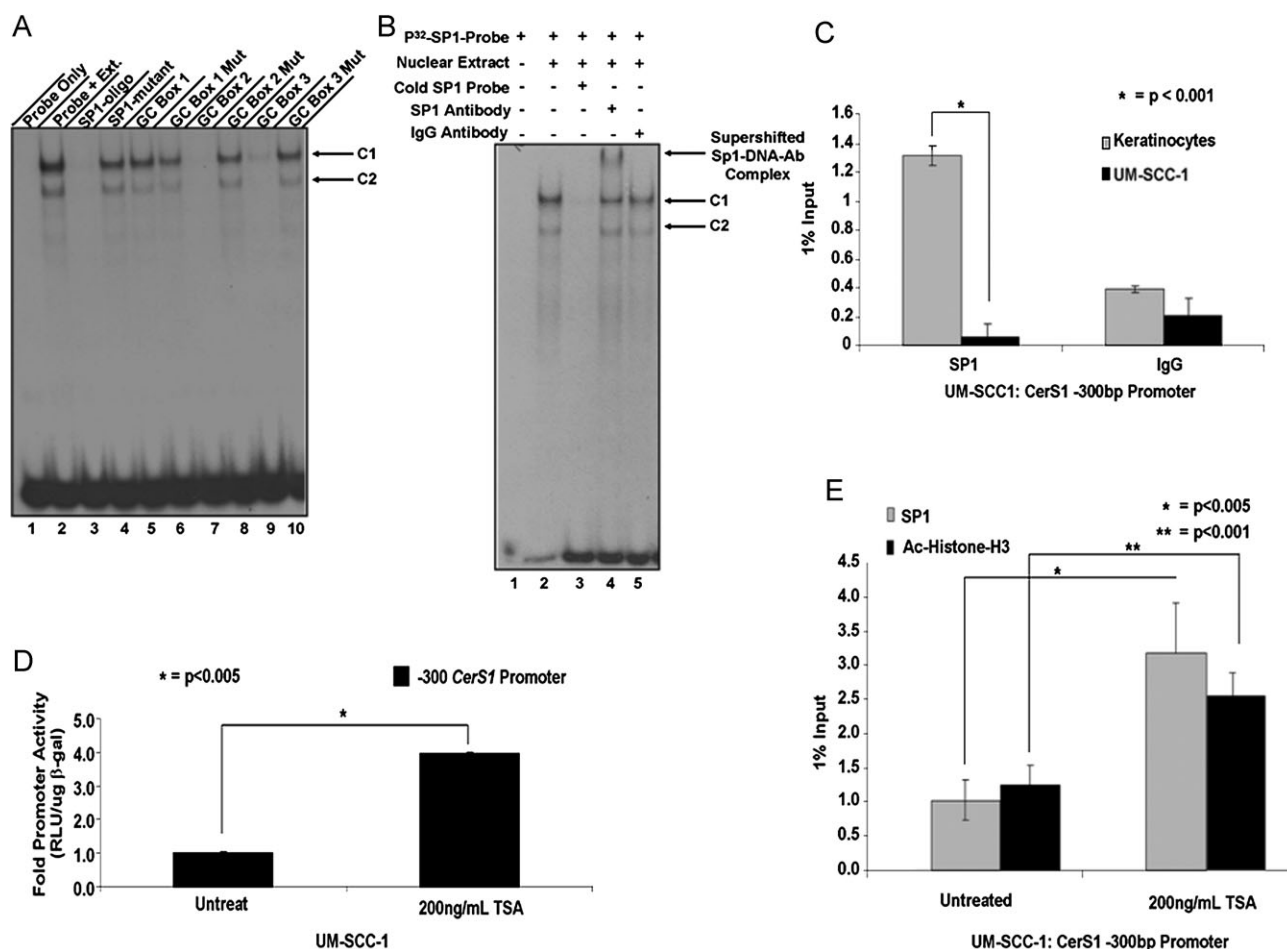 A
Probe Only
Probe + Ext.
SP1-oligo
SP1-mutant
GC Box 1
GC Box 1 Mut
GC Box 2
GC Box 2 Mut
GC Box 3
GC Box 3 Mut
C1
C2
1 2 3 4 5 6 7 8 9 10
B
P³²-SP1-Probe + + + + +
Nuclear Extract - + + + +
Cold SP1 Probe - - + - -
SP1 Antibody - - - + -
IgG Antibody - - - - +
Supershifted
Sp1-DNA-Ab
Complex
C1
C2
1 2 3 4 5
C
* = p < 0.001
*
Keratinocytes
UM-SCC-1
1% Input
1.6
1.4
1.2
1
0.8
0.6
0.4
0.2
0
SP1 IgG
UM-SCC1: CerS1 -300bp Promoter
D
* = p<0.005
-300 CerS1 Promoter
*
Fold Promoter Activity
(RLU/ug β-gal)
5.0
4.0
3.0
2.0
1.0
0.0
Untreat 200ng/mL TSA
UM-SCC-1
E
SP1
Ac-Histone-H3
* = p<0.005
** = p<0.001
**
*
1% Input
4.5
4.0
3.5
3.0
2.5
2.0
1.5
1.0
0.5
0.0
Untreated 200ng/mL TSA
UM-SCC-1: CerS1 -300bp Promoter